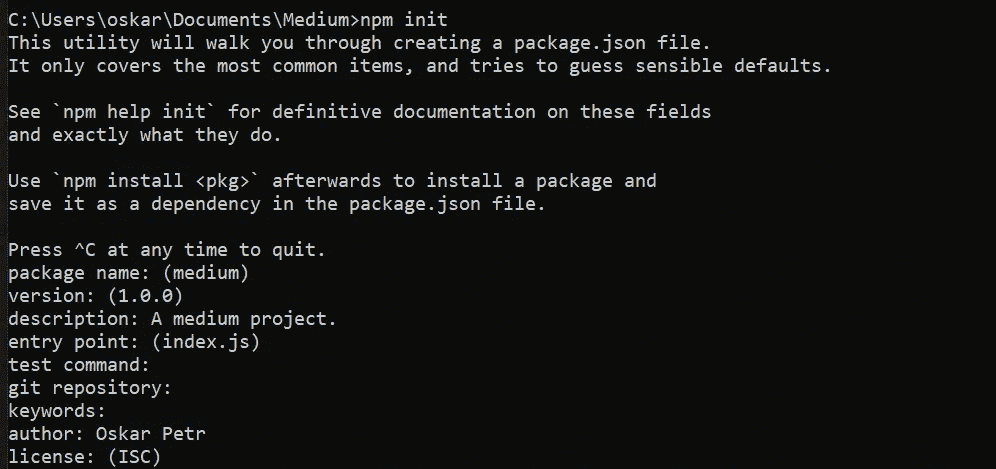 C:\Users\oskar\Documents\Medium>npm init
This utility will walk you through creating a package.json file.
It only covers the most common items, and tries to guess sensible defaults.
See `npm help init` for definitive documentation on these fields
and exactly what they do.
Use `npm install <pkg>` afterwards to install a package and
save it as a dependency in the package.json file.
Press ^C at any time to quit.
package name: (medium)
version: (1.0.0)
description: A medium project.
entry point: (index.js)
test command:
git repository:
keywords:
author: Oskar Petr
license: (ISC)